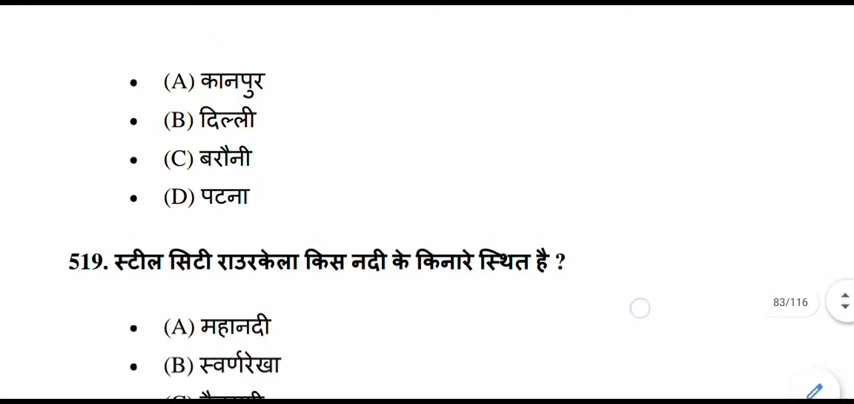 • (A) कानपुर
• (B) दिल्ली
• (C) बरौनी
• (D) पटना
519. स्टील सिटी राउरकेला किस नदी के किनारे स्थित है ?
83/116
• (A) महानदी
• (B) स्वर्णरेखा